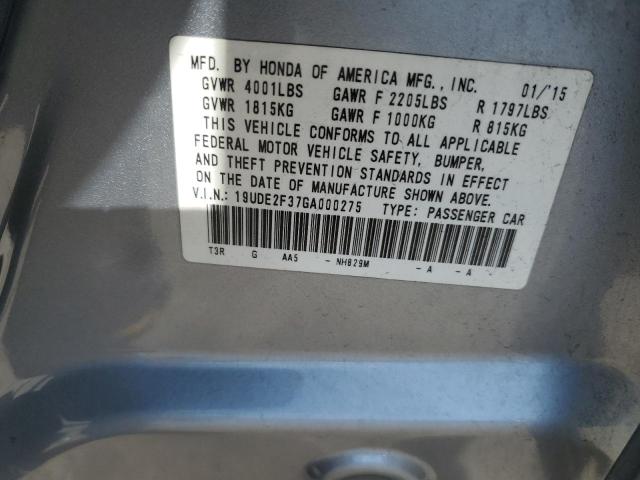 MFD. BY HONDA OF AMERICA MFG., INC. 01/'15
GVWR 4001LBS GAWR F 2205LBS R 1797LBS
GVWR 1815KG GAWR F 1000KG R 815KG
THIS VEHICLE CONFORMS TO ALL APPLICABLE
FEDERAL MOTOR VEHICLE SAFETY, BUMPER,
AND THEFT PREVENTION STANDARDS IN EFFECT
ON THE DATE OF MANUFACTURE SHOWN ABOVE.
V.I.N.: 19UDE2F37GA000275 TYPE: PASSENGER CAR
T3R G AA5 - NH829M - A - A -